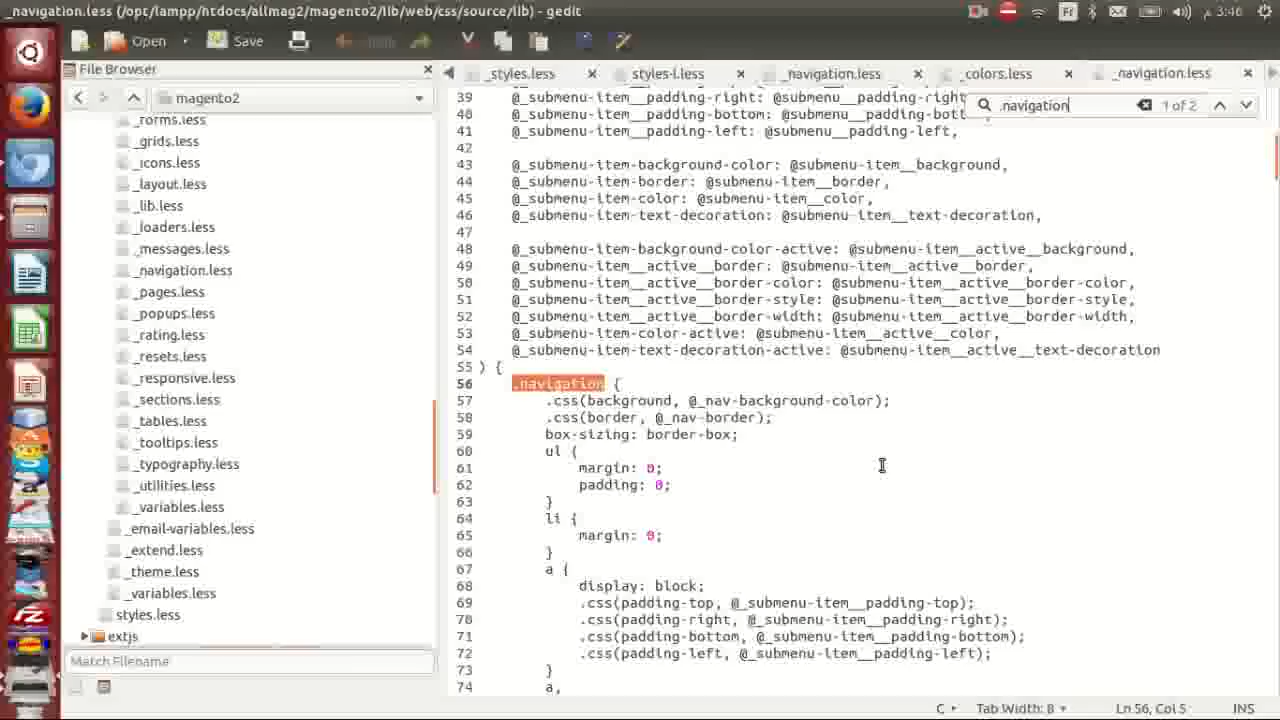 _navigation.less (/opt/lampp/htdocs/allmag2/magento2/lib/web/css/source/lib) - gedit
Fr
Open
Save
File Browser
magento2
_forms.less
_grids.less
_icons.less
_layout.less
_lib.less
_loaders.less
_messages.less
_navigation.less
_pages.less
_popups.less
_rating.less
_resets.less
_responsive.less
_sections.less
_tables.less
_tooltips.less
_typography.less
_utilities.less
_variables.less
_email-variables.less
_extend.less
_theme.less
_variables.less
styles.less
extjs
Match Filename
_styles.less
styles-l.less
_navigation.less
_colors.less
_navigation.less
.navigation
1 of 2
39 @_submenu-item__padding-right: @submenu__padding-right
40 @_submenu-item__padding-bottom: @submenu__padding-bott
41 @_submenu-item__padding-left: @submenu__padding-left,
42
43 @_submenu-item-background-color: @submenu-item__background,
44 @_submenu-item-border: @submenu-item__border,
45 @_submenu-item-color: @submenu-item__color,
46 @_submenu-item-text-decoration: @submenu-item__text-decoration,
47
48 @_submenu-item-background-color-active: @submenu-item__active__background,
49 @_submenu-item__active__border: @submenu-item__active__border,
50 @_submenu-item__active__border-color: @submenu-item__active__border-color,
51 @_submenu-item__active__border-style: @submenu-item__active__border-style,
52 @_submenu-item__active__border-width: @submenu-item__active__border-width,
53 @_submenu-item-color-active: @submenu-item__active__color,
54 @_submenu-item-text-decoration-active: @submenu-item__active__text-decoration
55 ) {
56 .navigation {
57 .css(background, @_nav-background-color);
58 .css(border, @_nav-border);
59 box-sizing: border-box;
60 ul {
61 margin: 0;
62 padding: 0;
63 }
64 li {
65 margin: 0;
66 }
67 a {
68 display: block;
69 .css(padding-top, @_submenu-item__padding-top);
70 .css(padding-right, @_submenu-item__padding-right);
71 .css(padding-bottom, @_submenu-item__padding-bottom);
72 .css(padding-left, @_submenu-item__padding-left);
73 }
74 a,
C
Tab Width: 8
Ln 56, Col 5
INS